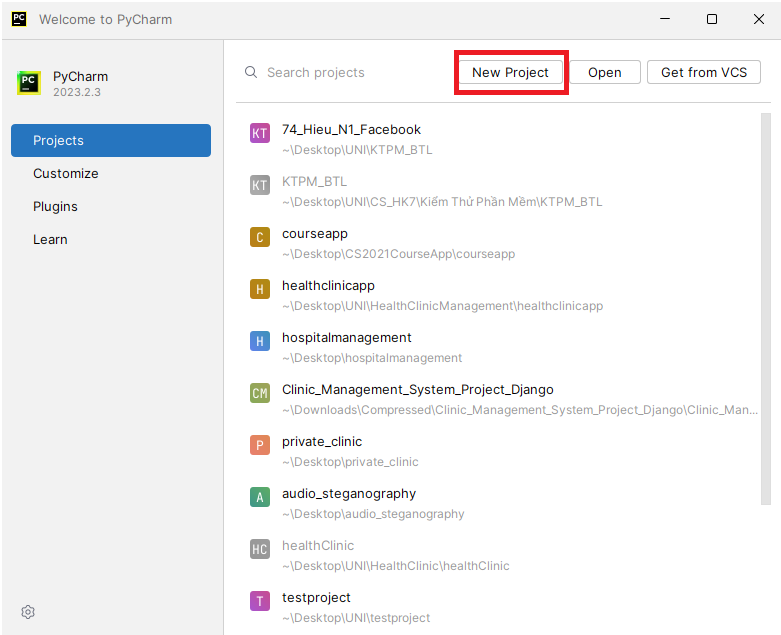 Welcome to PyCharm
PyCharm
2023.2.3
Projects
Customize
Plugins
Learn
Search projects
New Project
Open
Get from VCS
KT
74_Hieu_N1_Facebook
~\Desktop\UNI\KTPM_BTL
KT
KTPM_BTL
~\Desktop\UNI\CS_HK7\Kiểm Thử Phần Mềm\KTPM_BTL
C
courseapp
~\Desktop\CS2021CourseApp\courseapp
H
healthclinicapp
~\Desktop\UNI\HealthClinicManagement\healthclinicapp
H
hospitalmanagement
~\Desktop\hospitalmanagement
CM
Clinic_Management_System_Project_Django
~\Downloads\Compressed\Clinic_Management_System_Project_Django\Clinic_Man...
P
private_clinic
~\Desktop\private_clinic
A
audio_steganography
~\Desktop\audio_steganography
HC
healthClinic
~\Desktop\UNI\HealthClinic\healthClinic
T
testproject
~\Desktop\UNI\testproject